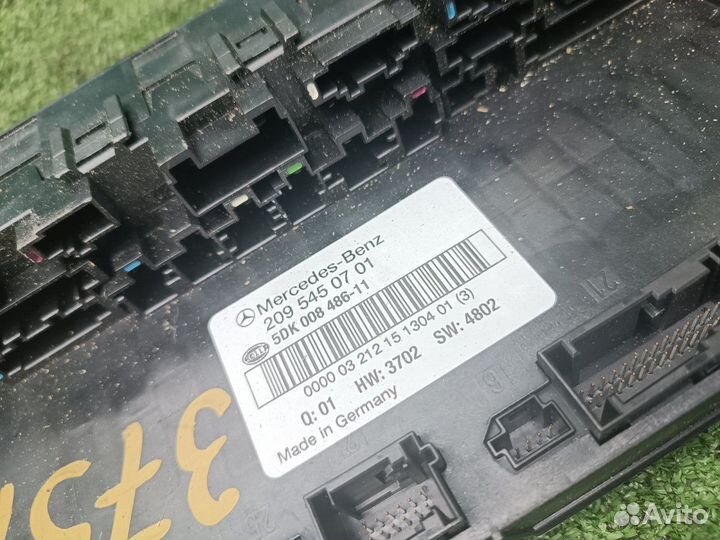 Mercedes-Benz
209 545 07 01
5DK 008 486-11
0000 03 212 15 1304 01 (3)
Q: 01 HW: 3702 SW: 4802
Made in Germany
375
21
Avito